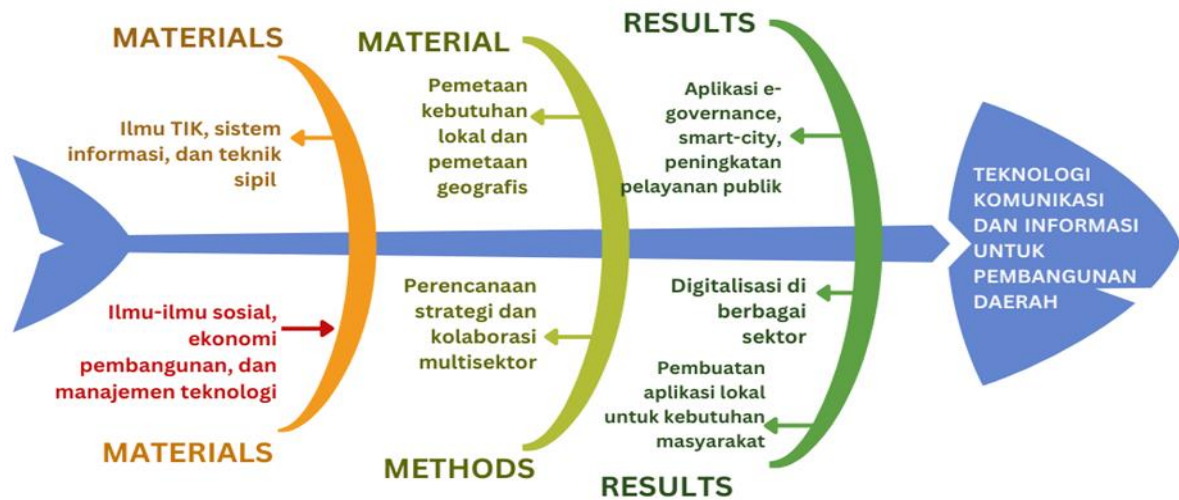 MATERIALS
Ilmu TIK, sistem
informasi, dan teknik
sipil
Ilmu-ilmu sosial,
ekonomi
pembangunan, dan
manajemen teknologi
MATERIALS
MATERIAL
Pemetaan
kebutuhan
lokal dan
pemetaan
geografis
Perencanaan
strategi dan
kolaborasi
multisektor
METHODS
RESULTS
Aplikasi e-
governance,
smart-city,
peningkatan
pelayanan publik
Digitalisasi di
berbagai
sektor
Pembuatan
aplikasi lokal
untuk kebutuhan
masyarakat
RESULTS
TEKNOLOGI
KOMUNIKASI
DAN INFORMASI
UNTUK
PEMBANGUNAN
DAERAH